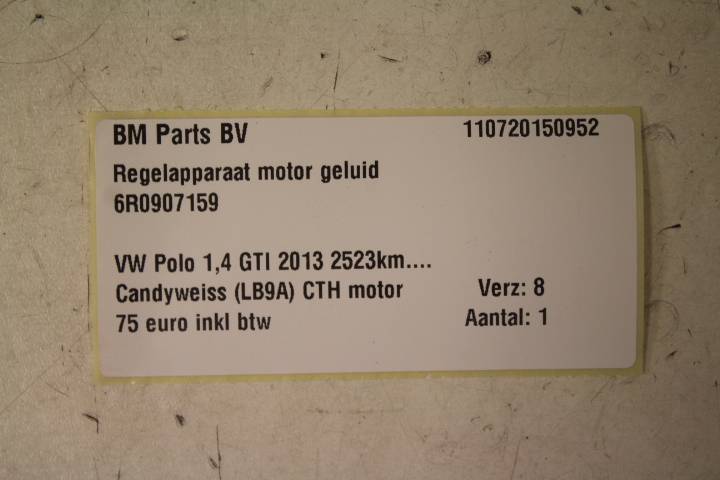 BM Parts BV 110720150952
Regelapparaat motor geluid
6R0907159
VW Polo 1,4 GTI 2013 2523km....
Candyweiss (LB9A) CTH motor Verz: 8
75 euro inkl btw Aantal: 1